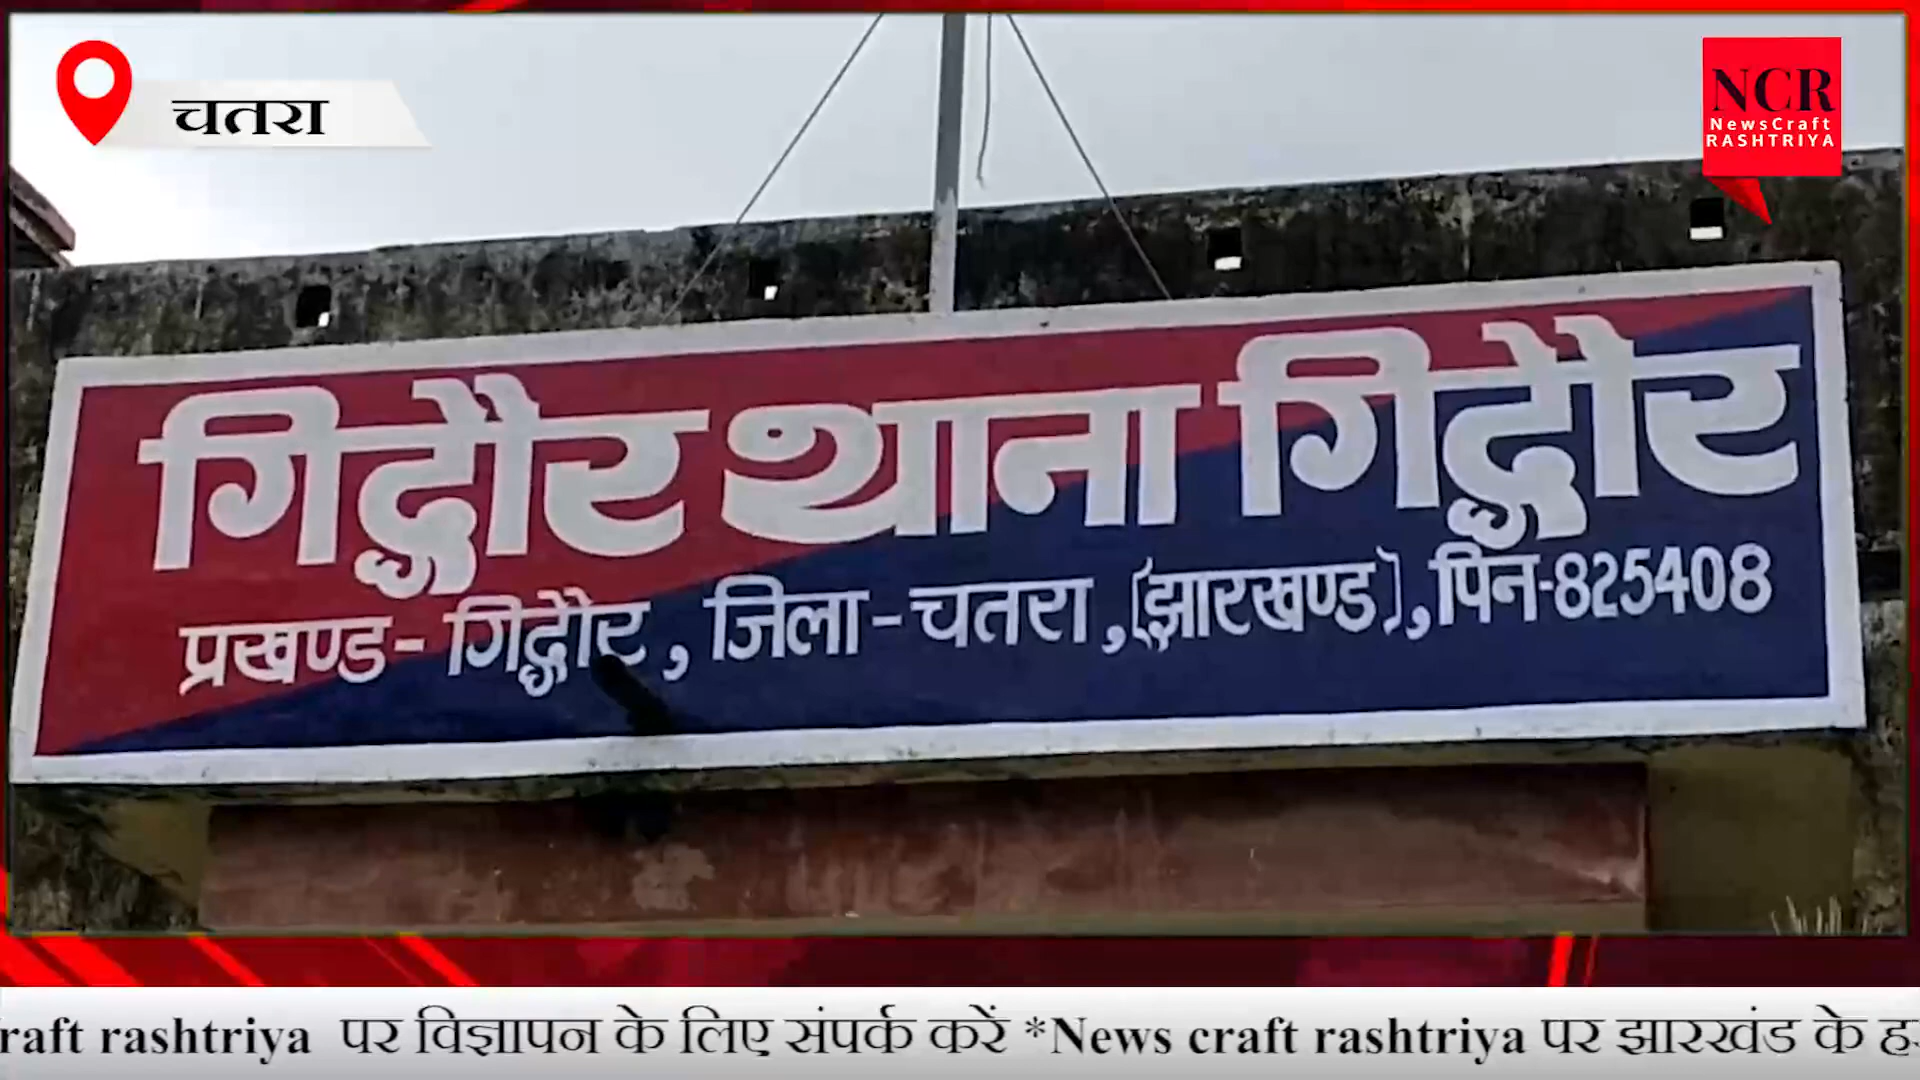 चतरा
NCR
NewsCraft
RASHTRIYA
गिद्धौर थाना गिद्धौर
प्रखण्ड- गिद्धौर, जिला-चतरा, (झारखण्ड), पिन-825408
raft rashtriya पर विज्ञापन के लिए संपर्क करें *News craft rashtriya पर झारखंड के